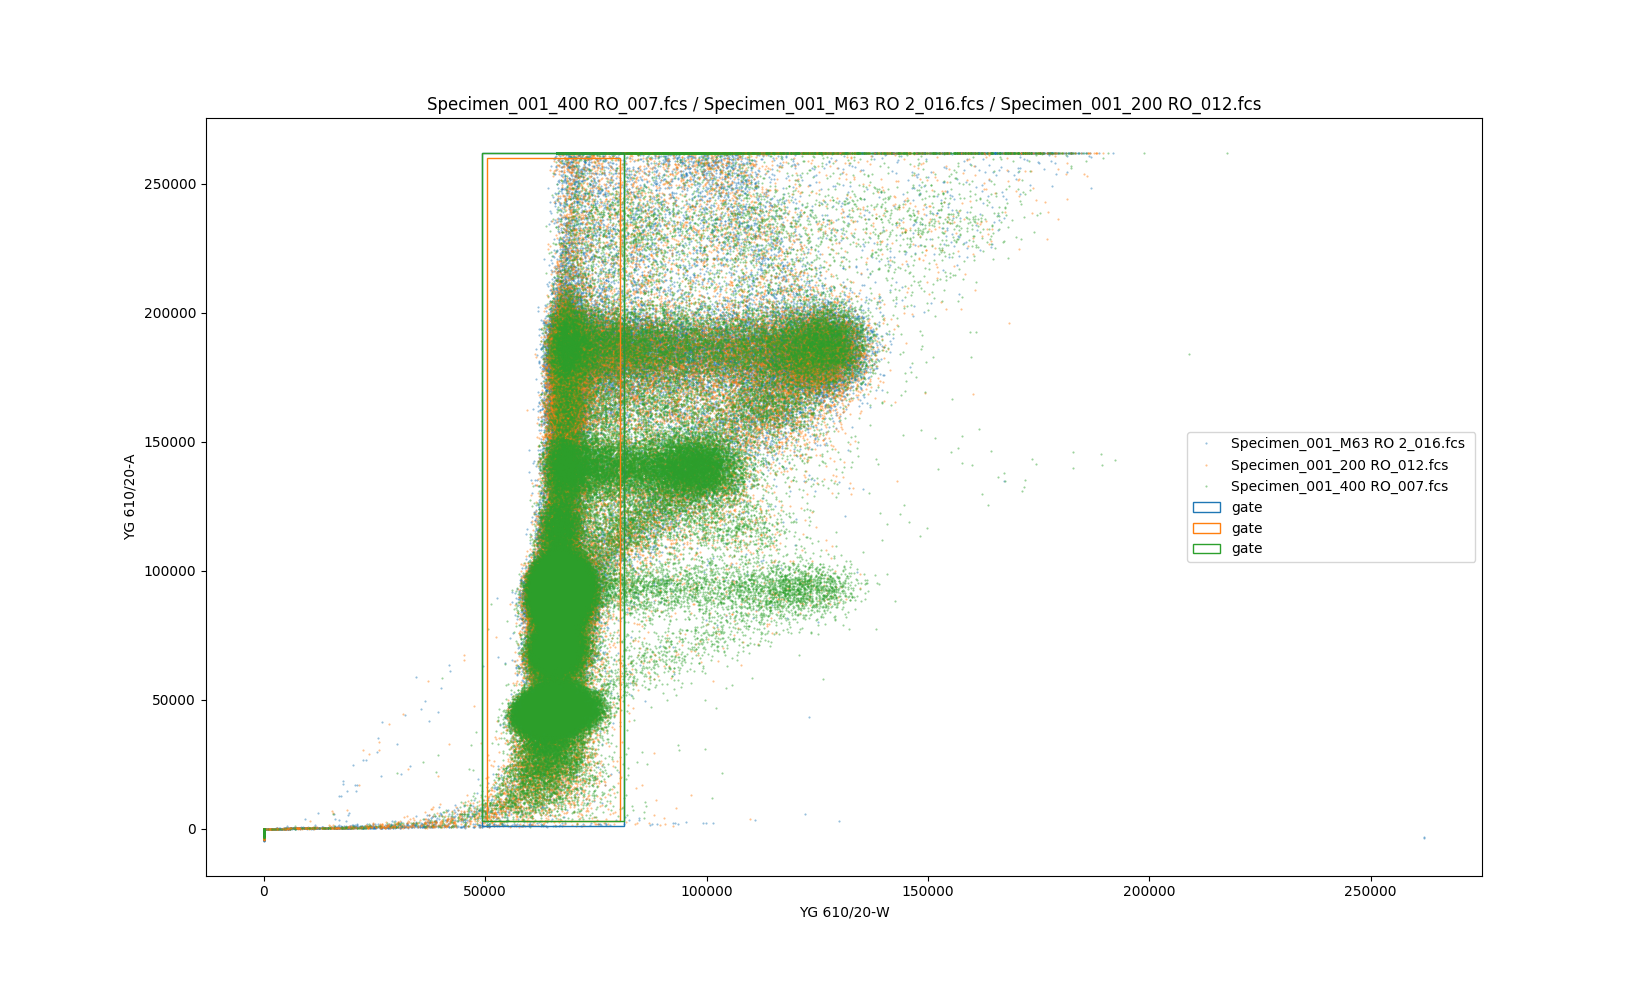 Specimen_001_400 RO_007.fcs / Specimen_001_M63 RO 2_016.fcs / Specimen_001_200 RO_012.fcs
250000
200000
150000
100000
50000
0
YG 610/20-A
Specimen_001_M63 RO 2_016.fcs
Specimen_001_200 RO_012.fcs
Specimen_001_400 RO_007.fcs
gate
gate
gate
0
50000
100000
150000
200000
250000
YG 610/20-W